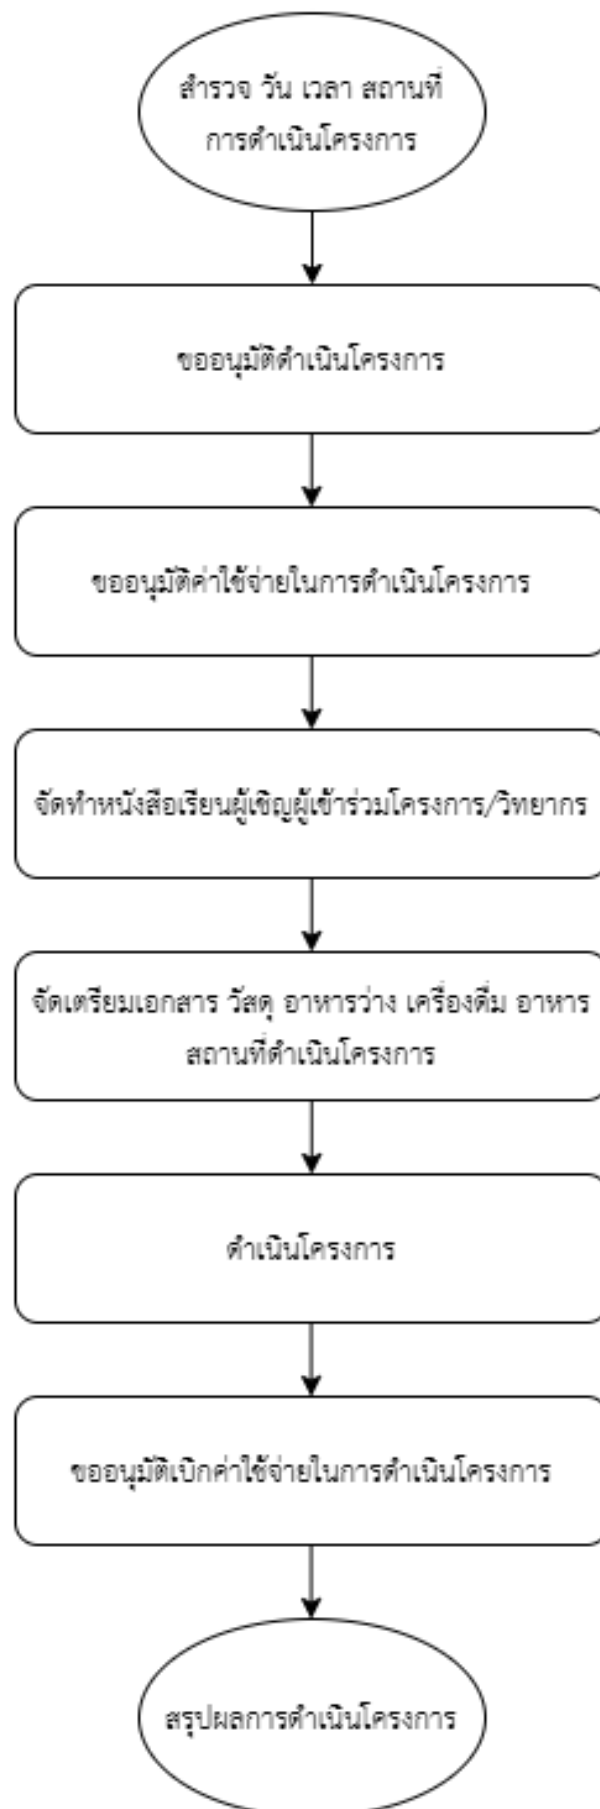 สำรวจ วัน เวลา สถานที่
การดำเนินโครงการ
ขออนุมัติดำเนินโครงการ
ขออนุมัติค่าใช้จ่ายในการดำเนินโครงการ
จัดทำหนังสือเรียนผู้เชิญผู้เข้าร่วมโครงการ/วิทยากร
จัดเตรียมเอกสาร วัสดุ อาหารว่าง เครื่องดื่ม อาหาร
สถานที่ดำเนินโครงการ
ดำเนินโครงการ
ขออนุมัติเบิกค่าใช้จ่ายในการดำเนินโครงการ
สรุปผลการดำเนินโครงการ